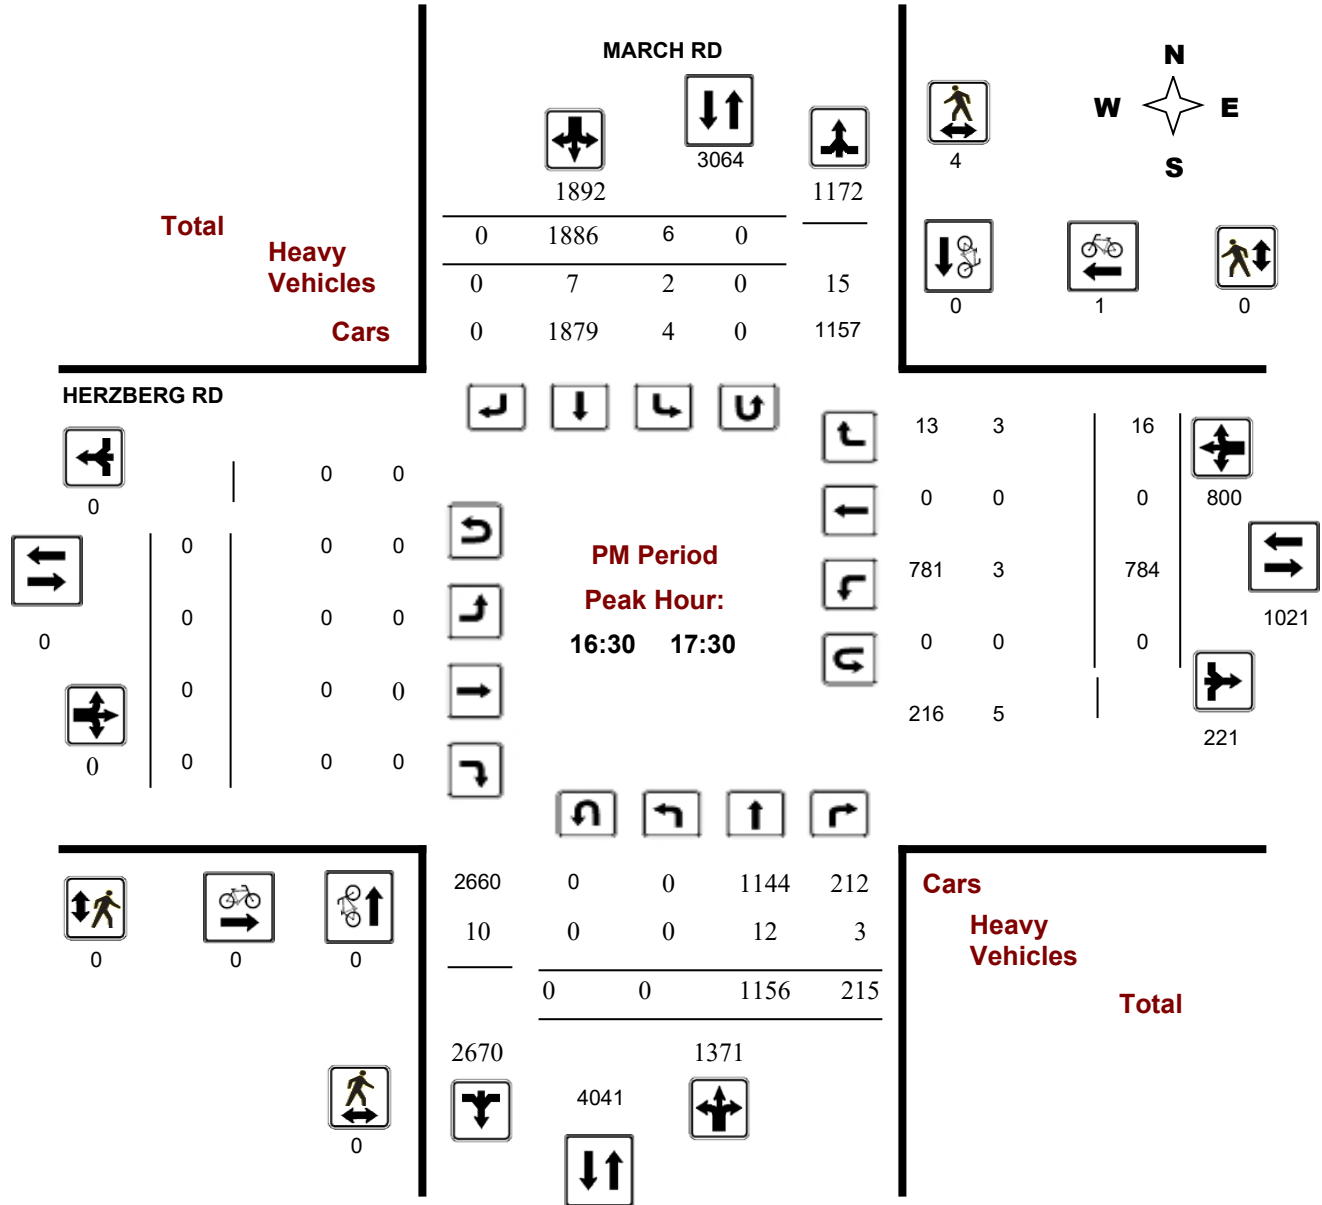 MARCH RD
N
W E
S
3064
4
1892
1172
Total
0 1886 6 0
Heavy
Vehicles
0 7 2 0 15
0 1 0
Cars
0 1879 4 0 1157
HERZBERG RD
13 3 16
0 0
800
0
0 0 0
0 0 0
PM Period
781 3 784
Peak Hour:
1021
0 0 0
0
16:30 17:30
0 0 0
0 0 0
216 5
221
0
0 0 0
2660 0 0 1144 212
Cars
10 0 0 12 3
Heavy
Vehicles
0 0 0
0 0 1156 215
Total
2670 1371
4041
0